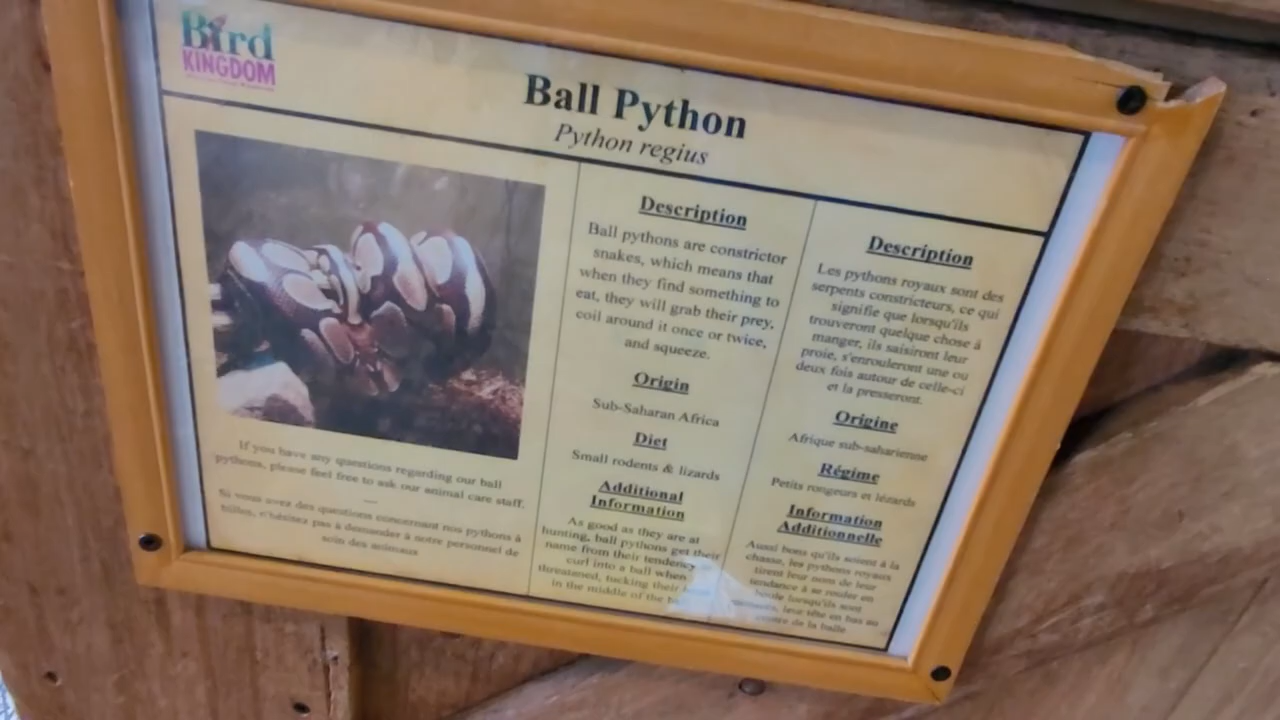 Bird
KINGDOM
Ball Python
Python regius
If you have any questions regarding our ball
pythons, please feel free to ask our animal care staff.
Si vous avez des questions concernant nos pythons à
n'hésitez pas à demander à notre personnel de
soin des animaux
Description
Ball pythons are constrictor
snakes, which means that
when they find something to
eat, they will grab their prey,
coil around it once or twice,
and squeeze.
Origin
Sub-Saharan Africa
Diet
Small rodents & lizards
Additional
Information
As good as they are at
hunting, ball pythons get their
name from their tendency
curl into a ball when
threatened, tucking their
in the middle of the
Description
Les pythons royaux sont des
serpents constricteurs, ce qui
signifie que lorsqu'ils
trouveront quelque chose à
manger, ils saisiront leur
proie, s'enrouleront une ou
deux fois autour de celle-ci
et la presseront.
Origine
Afrique sub-saharienne
Régime
Petits rongeurs et lézards
Information
Additionnelle
Aussi bons qu'ils soient à la
chasse, les pythons royaux
tirent leur nom de leur
tendance à se rouler en
boule lorsqu'ils sont
leur tête en bas au
centre de la balle